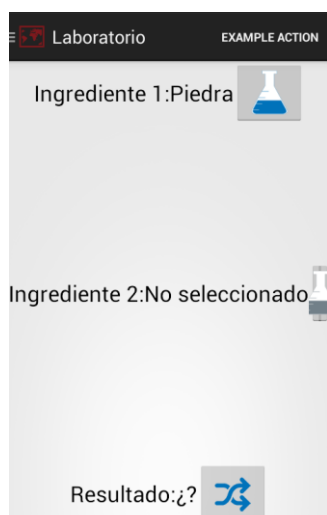 Laboratorio
EXAMPLE ACTION
Ingrediente 1:Piedra
Ingrediente 2:No seleccionado
Resultado:¿?